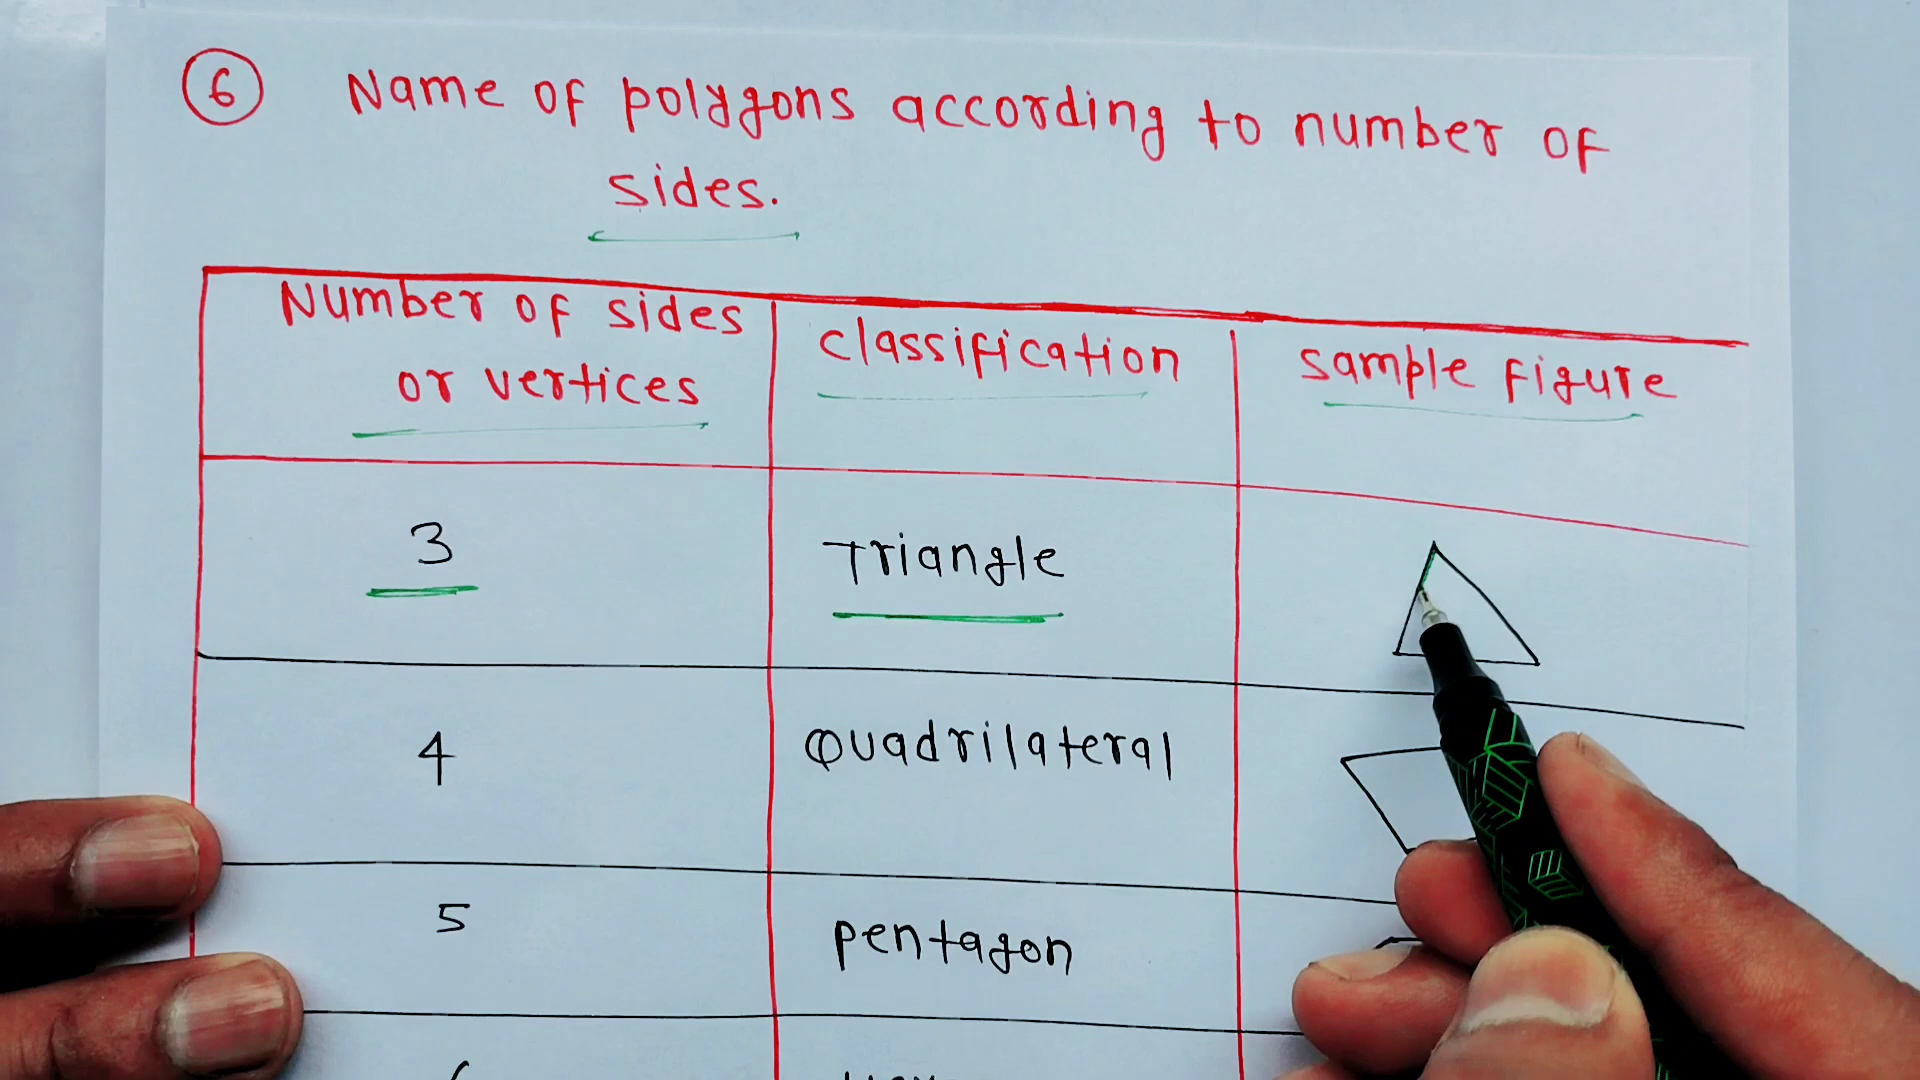 6 Name of polygons according to number of
sides.
Number of sides
or vertices
classification
sample figure
3
Triangle
4
Quadrilateral
5
pentagon